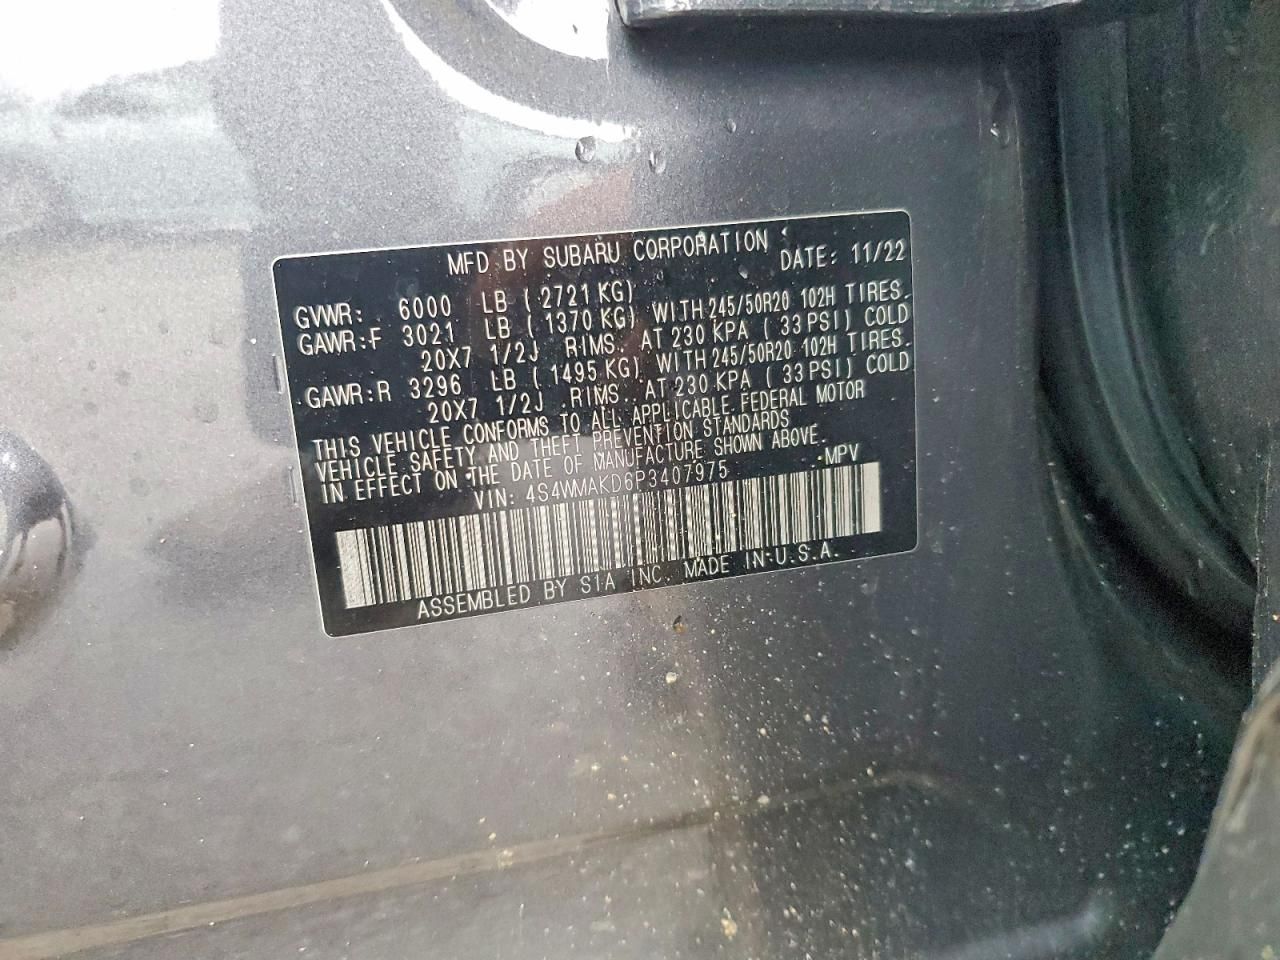 MFD BY SUBARU CORPORATION
DATE: 11/22
GVWR: 6000 LB ( 2721 KG)
GAWR:F 3021 LB ( 1370 KG) WITH 245/50R20 102H TIRES.
20X7 1/2J RIMS. AT 230 KPA ( 33 PSI) COLD
GAWR:R 3296 LB ( 1495 KG) WITH 245/50R20 102H TIRES.
20X7 1/2J RIMS AT 230 KPA ( 33 PSI) COLD
THIS VEHICLE CONFORMS TO ALL APPLICABLE FEDERAL MOTOR
VEHICLE SAFETY AND THEFT PREVENTION STANDARDS
IN EFFECT ON THE DATE OF MANUFACTURE SHOWN ABOVE.
VIN: 4S4WMAKD6P3407975 MPV
ASSEMBLED BY SIA INC. MADE IN U.S.A.